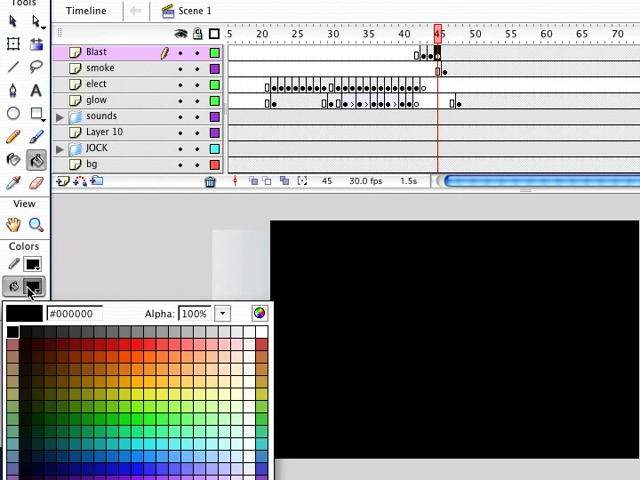 Tools
Timeline
Scene 1
5 10 15 20 25 30 35 40 45 50 55 60 65 70
Blast
smoke
elect
glow
sounds
Layer 10
JOCK
bg
45 30.0 fps 1.5s
View
Colors
#000000 Alpha: 100%